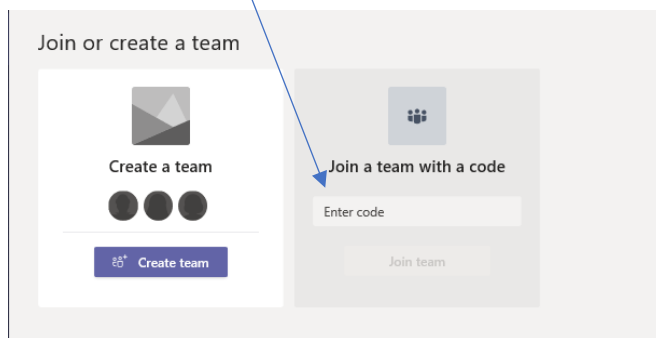 Join or create a team
Create a team
Create team
Join a team with a code
Enter code
Join team